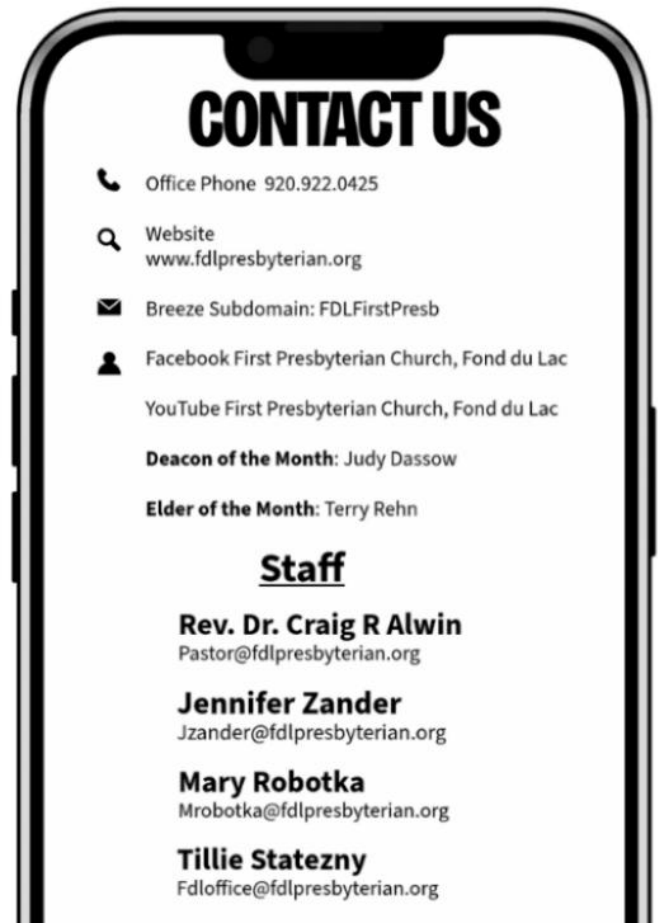 CONTACT US
Office Phone 920.922.0425
Website
www.fdlpresbyterian.org
Breeze Subdomain: FDLFirstPresb
Facebook First Presbyterian Church, Fond du Lac
YouTube First Presbyterian Church, Fond du Lac
Deacon of the Month: Judy Dassow
Elder of the Month: Terry Rehn
Staff
Rev. Dr. Craig R Alwin
Pastor@fdlpresbyterian.org
Jennifer Zander
Jzander@fdlpresbyterian.org
Mary Robotka
Mrobotka@fdlpresbyterian.org
Tillie Statezny
Fdloffice@fdlpresbyterian.org